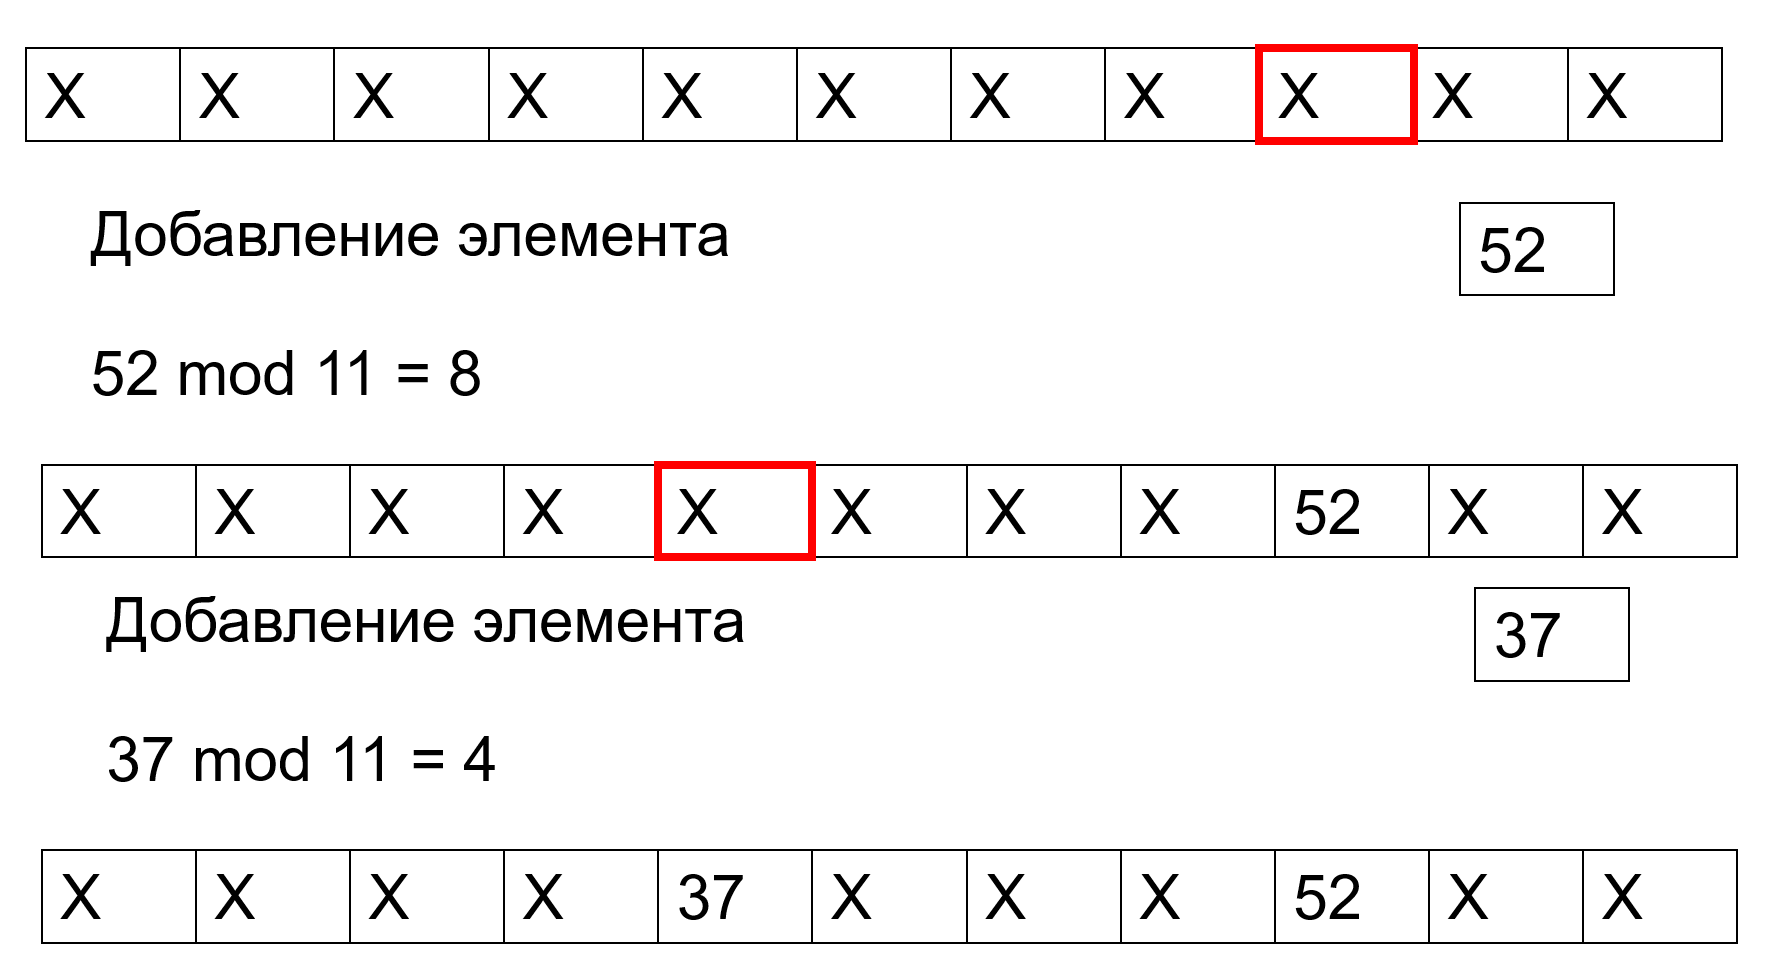 X X X X X X X X X X X
Добавление элемента
52
52 mod 11 = 8
X X X X X X X X 52 X X
Добавление элемента
37
37 mod 11 = 4
X X X X 37 X X X 52 X X